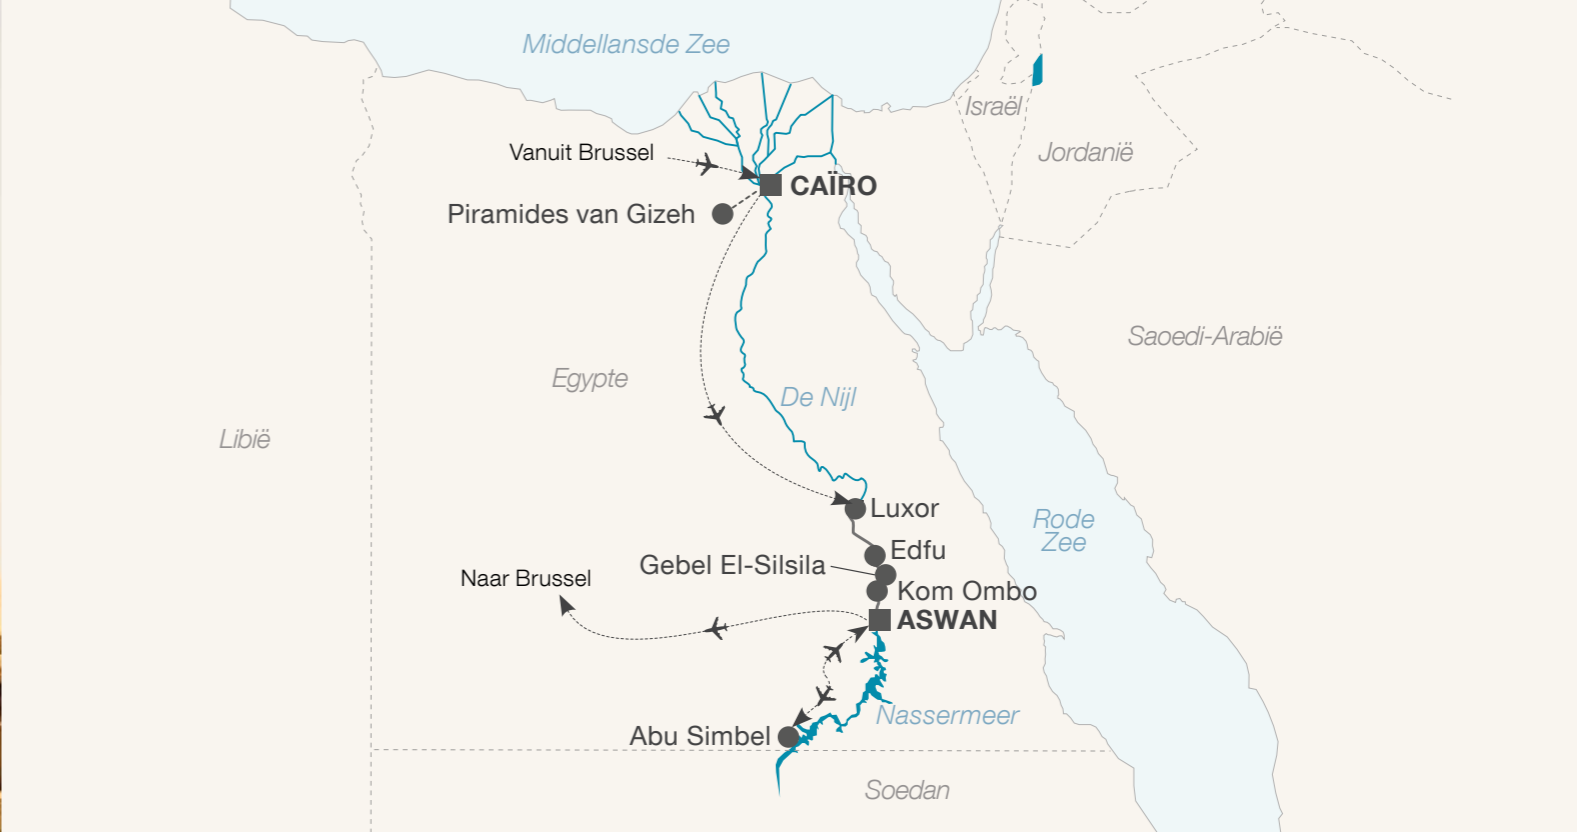 Middellansde Zee
Israël
Jordanië
Vanuit Brussel
CAÏRO
Piramides van Gizeh
Saoedi-Arabië
Egypte
De Nijl
Libië
Luxor
Rode
Zee
Edfu
Gebel El-Silsila
Naar Brussel
Kom Ombo
ASWAN
Nassermeer
Abu Simbel
Soedan